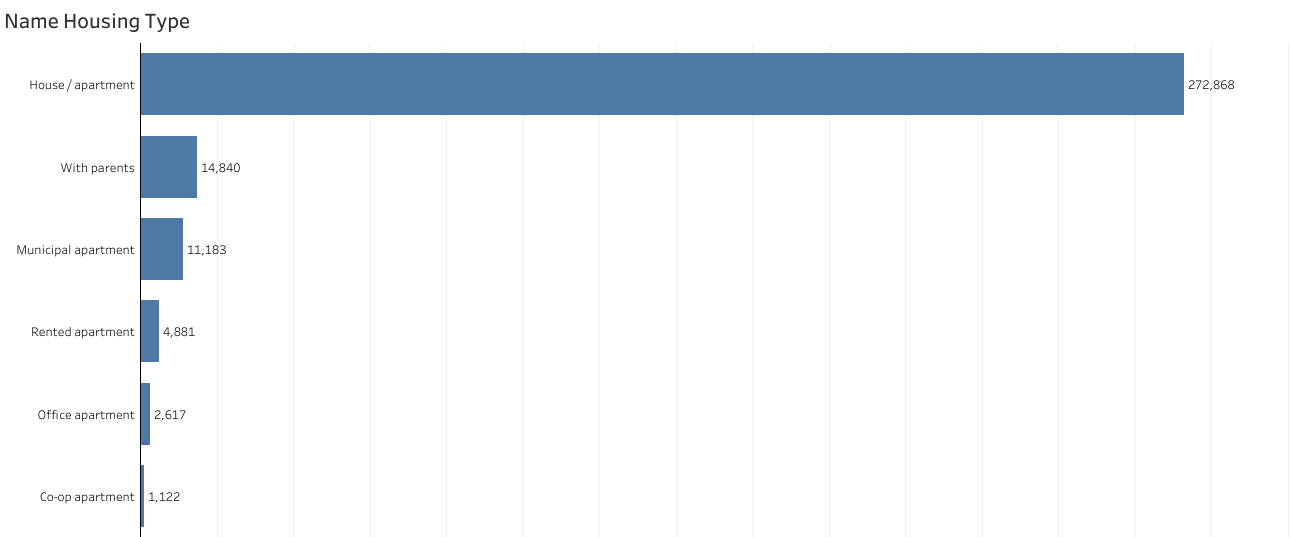 Name Housing Type
House / apartment 272,868
With parents 14,840
Municipal apartment 11,183
Rented apartment 4,881
Office apartment 2,617
Co-op apartment 1,122